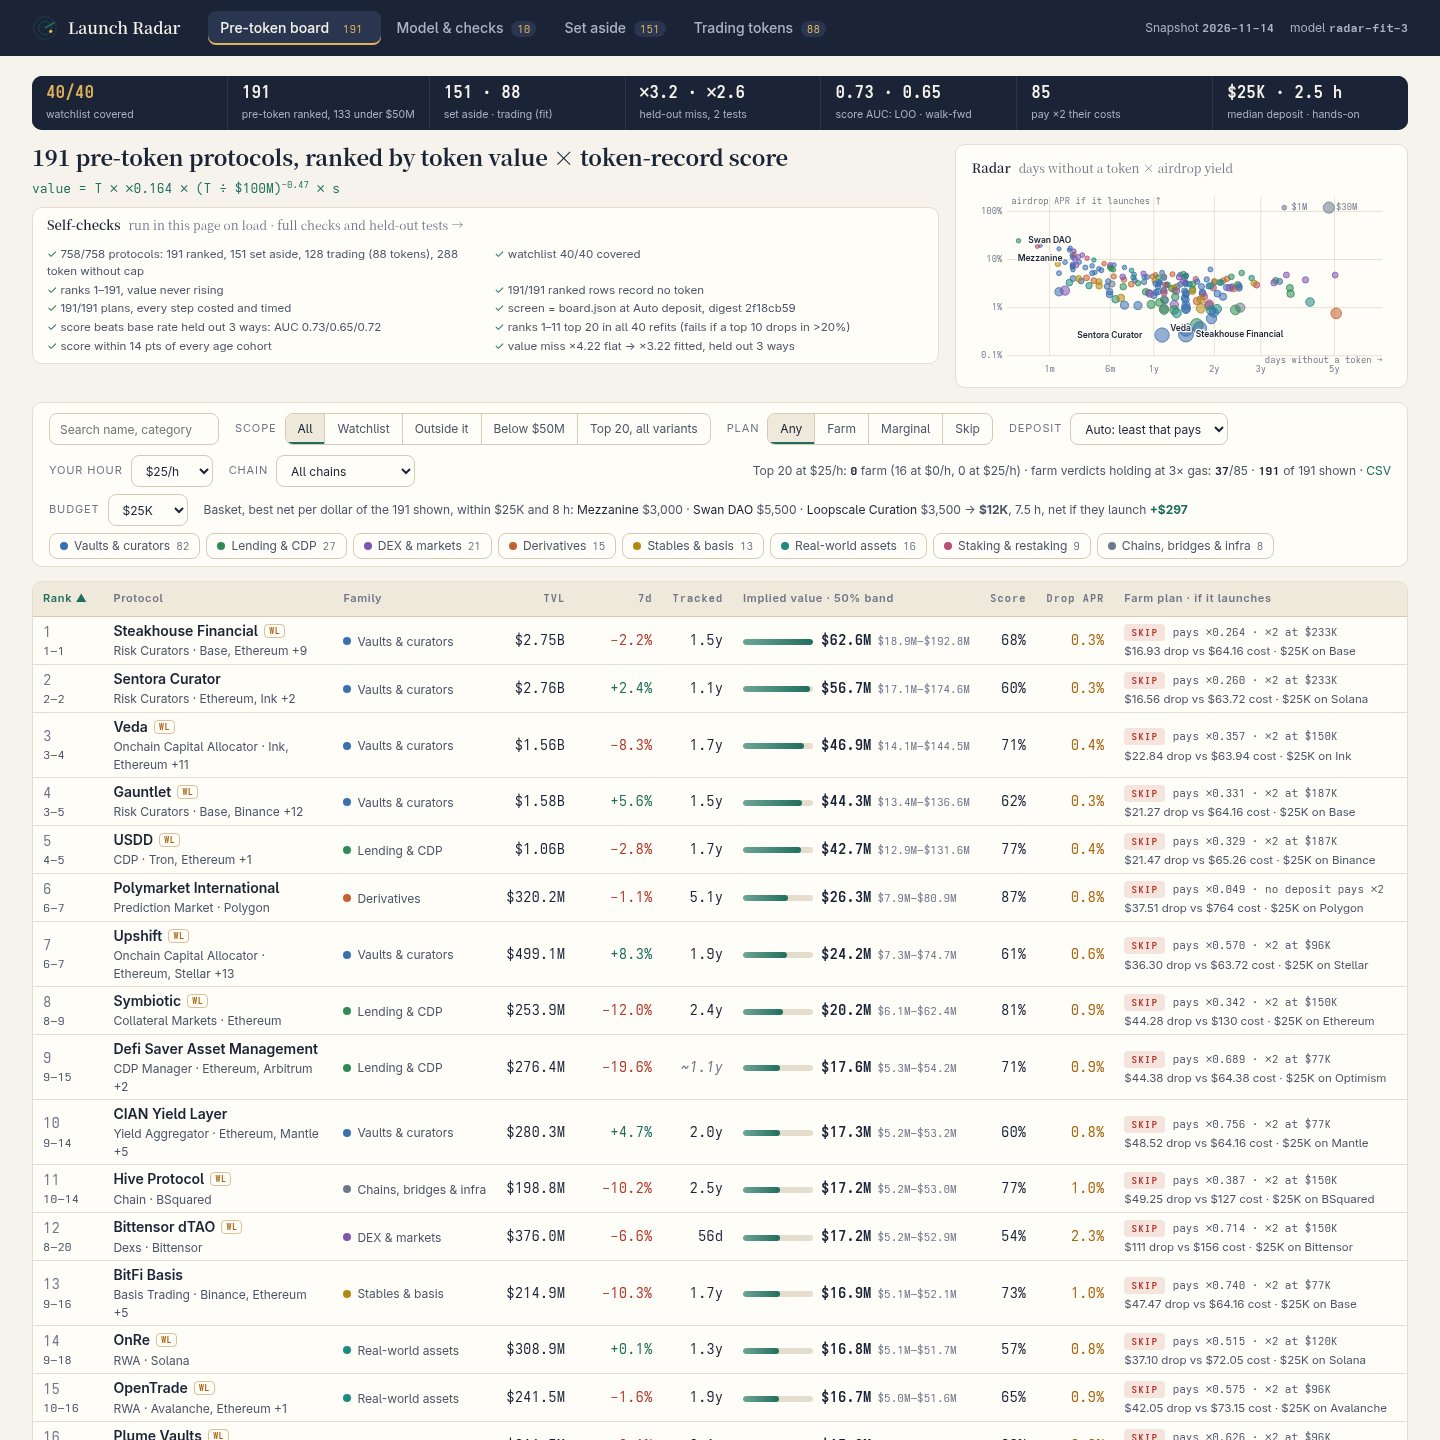 Launch Radar
Pre-token board 191
Model & checks 10
Set aside 151
Trading tokens 88
Snapshot 2026-11-14 model radar-fit-3
40/40
watchlist covered
191
pre-token ranked, 133 under $50M
151 · 88
set aside · trading (fit)
×3.2 · ×2.6
held-out miss, 2 tests
0.73 · 0.65
score AUC: LOO · walk-fwd
85
pay ×2 their costs
$25K · 2.5 h
median deposit · hands-on
191 pre-token protocols, ranked by token value × token-record score
value = T × ×0.164 × (T ÷ $100M)−0.47 × s
Self-checks run in this page on load · full checks and held-out tests →
✓ 758/758 protocols: 191 ranked, 151 set aside, 128 trading (88 tokens), 288
token without cap
✓ watchlist 40/40 covered
✓ ranks 1–191, value never rising
✓ 191/191 ranked rows record no token
✓ 191/191 plans, every step costed and timed
✓ screen = board.json at Auto deposit, digest 2f18cb59
✓ score beats base rate held out 3 ways: AUC 0.73/0.65/0.72
✓ ranks 1–11 top 20 in all 40 refits (fails if a top 10 drops in >20%)
✓ score within 14 pts of every age cohort
✓ value miss ×4.22 flat → ×3.22 fitted, held out 3 ways
Radar days without a token × airdrop yield
airdrop APR if it launches ↑
$1M
$30M
100%
10%
1%
0.1%
Swan DAO
Mezzanine
Sentora Curator
Veda
Steakhouse Financial
days without a token →
1m
6m
1y
2y
3y
5y
Search name, category
SCOPE All Watchlist Outside it Below $50M Top 20, all variants
PLAN Any Farm Marginal Skip
DEPOSIT Auto: least that pays
YOUR HOUR $25/h
CHAIN All chains
Top 20 at $25/h: 0 farm (16 at $0/h, 0 at $25/h) · farm verdicts holding at 3× gas: 37/85 · 191 of 191 shown · CSV
BUDGET $25K
Basket, best net per dollar of the 191 shown, within $25K and 8 h: Mezzanine $3,000 · Swan DAO $5,500 · Loopscale Curation $3,500 → $12K, 7.5 h, net if they launch +$297
Vaults & curators 82
Lending & CDP 27
DEX & markets 21
Derivatives 15
Stables & basis 13
Real-world assets 16
Staking & restaking 9
Chains, bridges & infra 8
Rank ▲ Protocol Family TVL 7d Tracked Implied value · 50% band Score Drop APR Farm plan · if it launches
1 Steakhouse Financial WL Vaults & curators $2.75B −2.2% 1.5y $62.6M $18.9M–$192.8M 68% 0.3% SKIP pays ×0.264 · ×2 at $233K
1–1 Risk Curators · Base, Ethereum +9 $16.93 drop vs $64.16 cost · $25K on Base
2 Sentora Curator Vaults & curators $2.76B +2.4% 1.1y $56.7M $17.1M–$174.6M 60% 0.3% SKIP pays ×0.260 · ×2 at $233K
2–2 Risk Curators · Ethereum, Ink +2 $16.56 drop vs $63.72 cost · $25K on Solana
3 Veda WL Vaults & curators $1.56B −8.3% 1.7y $46.9M $14.1M–$144.5M 71% 0.4% SKIP pays ×0.357 · ×2 at $150K
3–4 Onchain Capital Allocator · Ink, $22.84 drop vs $63.94 cost · $25K on Ink
Ethereum +11
4 Gauntlet WL Vaults & curators $1.58B +5.6% 1.5y $44.3M $13.4M–$136.6M 62% 0.3% SKIP pays ×0.331 · ×2 at $187K
3–5 Risk Curators · Base, Binance +12 $21.27 drop vs $64.16 cost · $25K on Base
5 USDD WL Lending & CDP $1.06B −2.8% 1.7y $42.7M $12.9M–$131.6M 77% 0.4% SKIP pays ×0.329 · ×2 at $187K
4–5 CDP · Tron, Ethereum +1 $21.47 drop vs $65.26 cost · $25K on Binance
6 Polymarket International Derivatives $320.2M −1.1% 5.1y $26.3M $7.9M–$80.9M 87% 0.8% SKIP pays ×0.049 · no deposit pays ×2
6–7 Prediction Market · Polygon $37.51 drop vs $764 cost · $25K on Polygon
7 Upshift WL Vaults & curators $499.1M +8.3% 1.9y $24.2M $7.3M–$74.7M 61% 0.6% SKIP pays ×0.570 · ×2 at $96K
6–7 Onchain Capital Allocator · $36.30 drop vs $63.72 cost · $25K on Stellar
Ethereum, Stellar +13
8 Symbiotic WL Lending & CDP $253.9M −12.0% 2.4y $20.2M $6.1M–$62.4M 81% 0.9% SKIP pays ×0.342 · ×2 at $150K
8–9 Collateral Markets · Ethereum $44.28 drop vs $130 cost · $25K on Ethereum
9 Defi Saver Asset Management Lending & CDP $276.4M −19.6% ~1.1y $17.6M $5.3M–$54.2M 71% 0.9% SKIP pays ×0.689 · ×2 at $77K
9–15 CDP Manager · Ethereum, Arbitrum $44.38 drop vs $64.38 cost · $25K on Optimism
+2
10 CIAN Yield Layer Vaults & curators $280.3M +4.7% 2.0y $17.3M $5.2M–$53.2M 60% 0.8% SKIP pays ×0.756 · ×2 at $77K
9–14 Yield Aggregator · Ethereum, Mantle $48.52 drop vs $64.16 cost · $25K on Mantle
+5
11 Hive Protocol WL Chains, bridges & infra $198.8M −10.2% 2.5y $17.2M $5.2M–$53.0M 77% 1.0% SKIP pays ×0.387 · ×2 at $150K
10–14 Chain · BSquared $49.25 drop vs $127 cost · $25K on BSquared
12 Bittensor dTAO WL DEX & markets $376.0M −6.6% 56d $17.2M $5.2M–$52.9M 54% 2.3% SKIP pays ×0.714 · ×2 at $150K
8–20 Dexs · Bittensor $111 drop vs $156 cost · $25K on Bittensor
13 BitFi Basis Stables & basis $214.9M −10.3% 1.7y $16.9M $5.1M–$52.1M 73% 1.0% SKIP pays ×0.740 · ×2 at $77K
9–16 Basis Trading · Binance, Ethereum $47.47 drop vs $64.16 cost · $25K on Base
+5
14 OnRe WL Real-world assets $308.9M +0.1% 1.3y $16.8M $5.1M–$51.7M 57% 0.8% SKIP pays ×0.515 · ×2 at $120K
9–18 RWA · Solana $37.10 drop vs $72.05 cost · $25K on Solana
15 OpenTrade WL Real-world assets $241.5M −1.6% 1.9y $16.7M $5.0M–$51.6M 65% 0.9% SKIP pays ×0.575 · ×2 at $96K
10–16 RWA · Avalanche, Ethereum +1 $42.05 drop vs $73.15 cost · $25K on Avalanche
16 Plume Vaults WL SKIP pays ×0.626 · ×2 at $96K